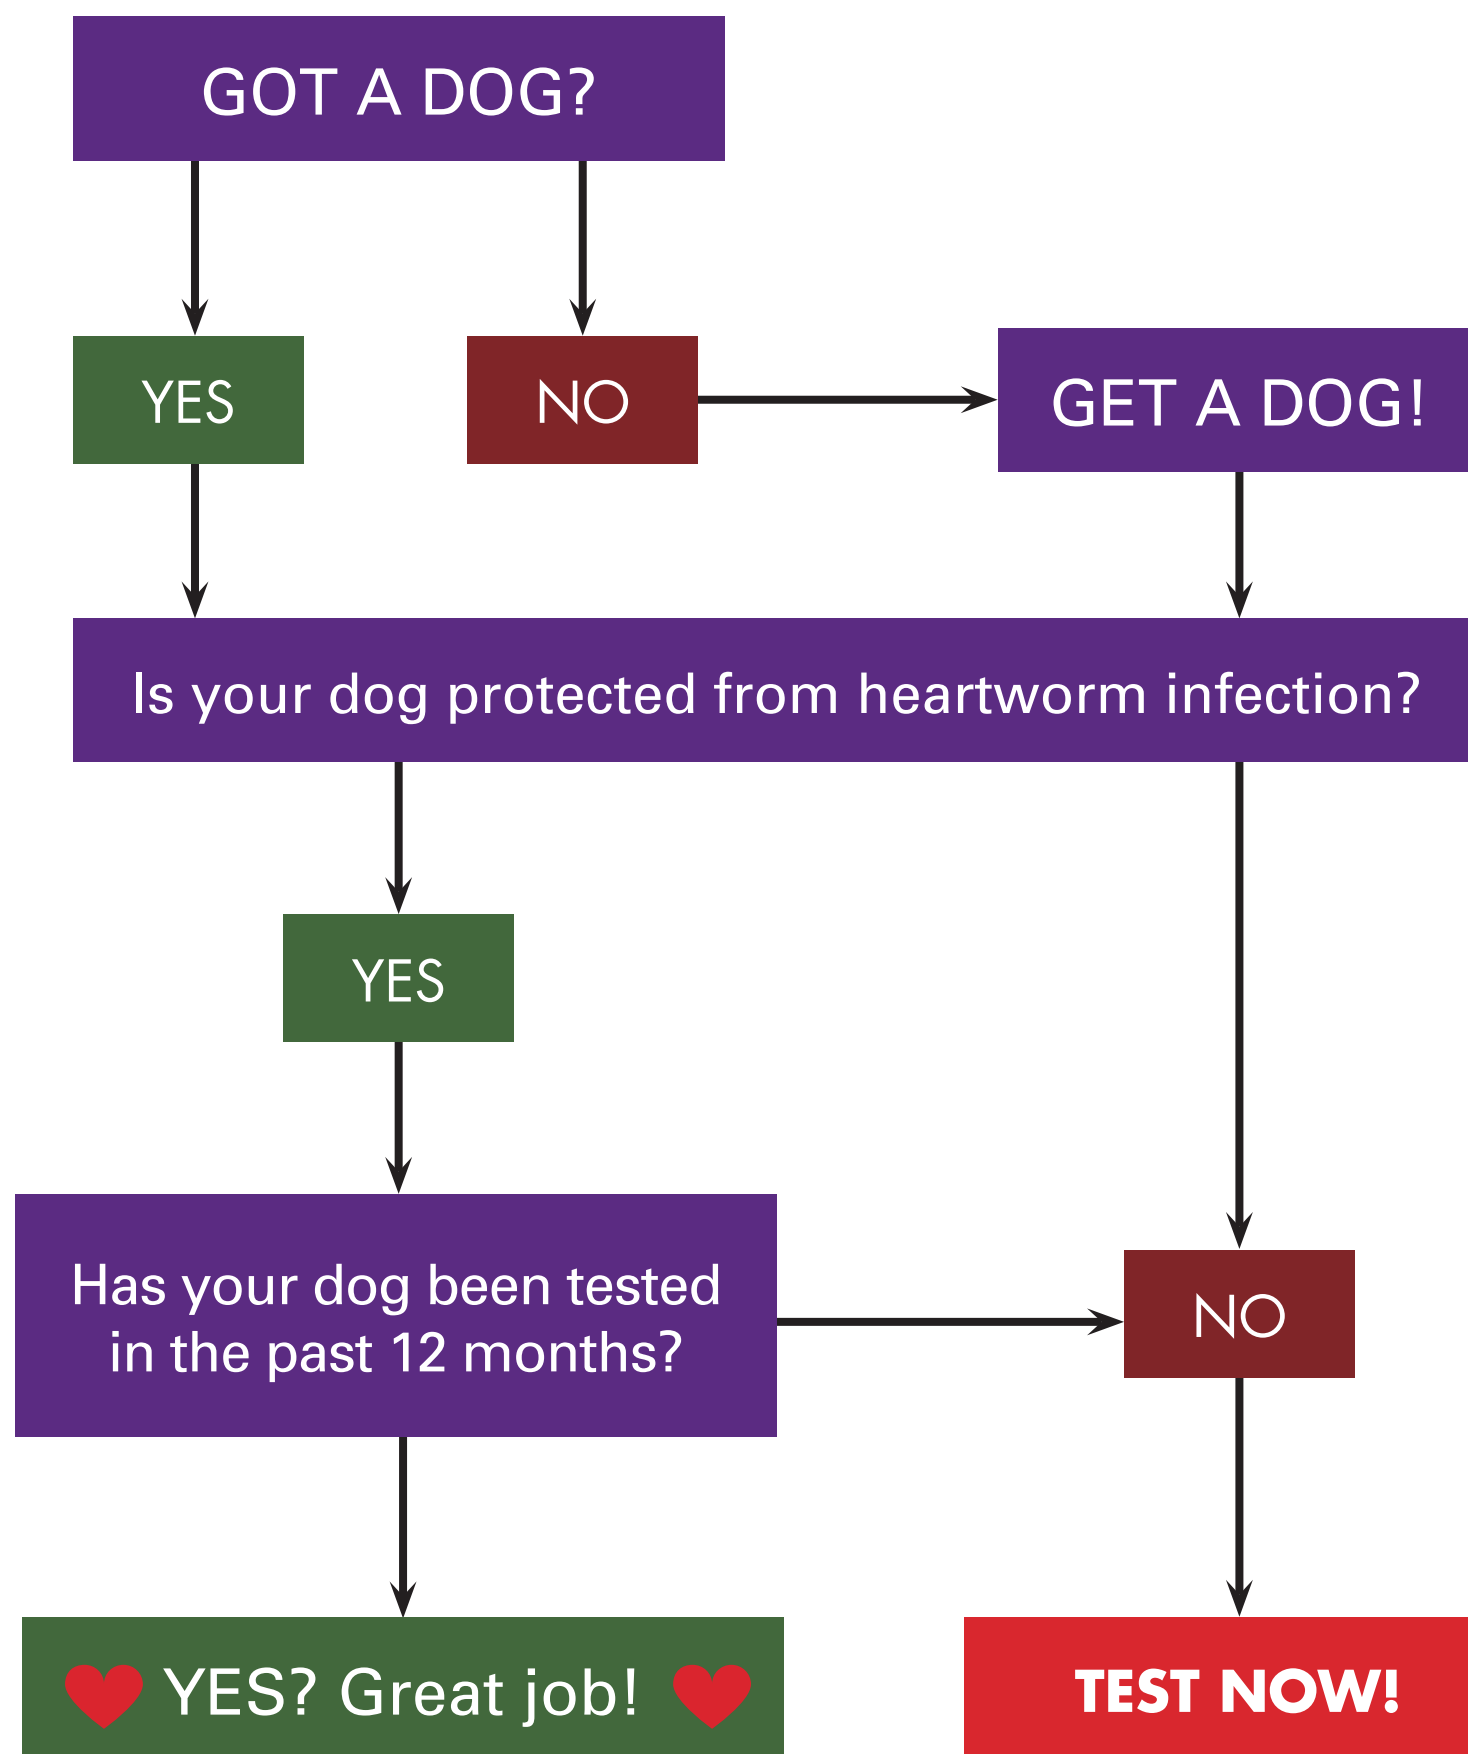 GOT A DOG?
YES
NO
GET A DOG!
Is your dog protected from heartworm infection?
YES
Has your dog been tested
in the past 12 months?
NO
YES? Great job!
TEST NOW!